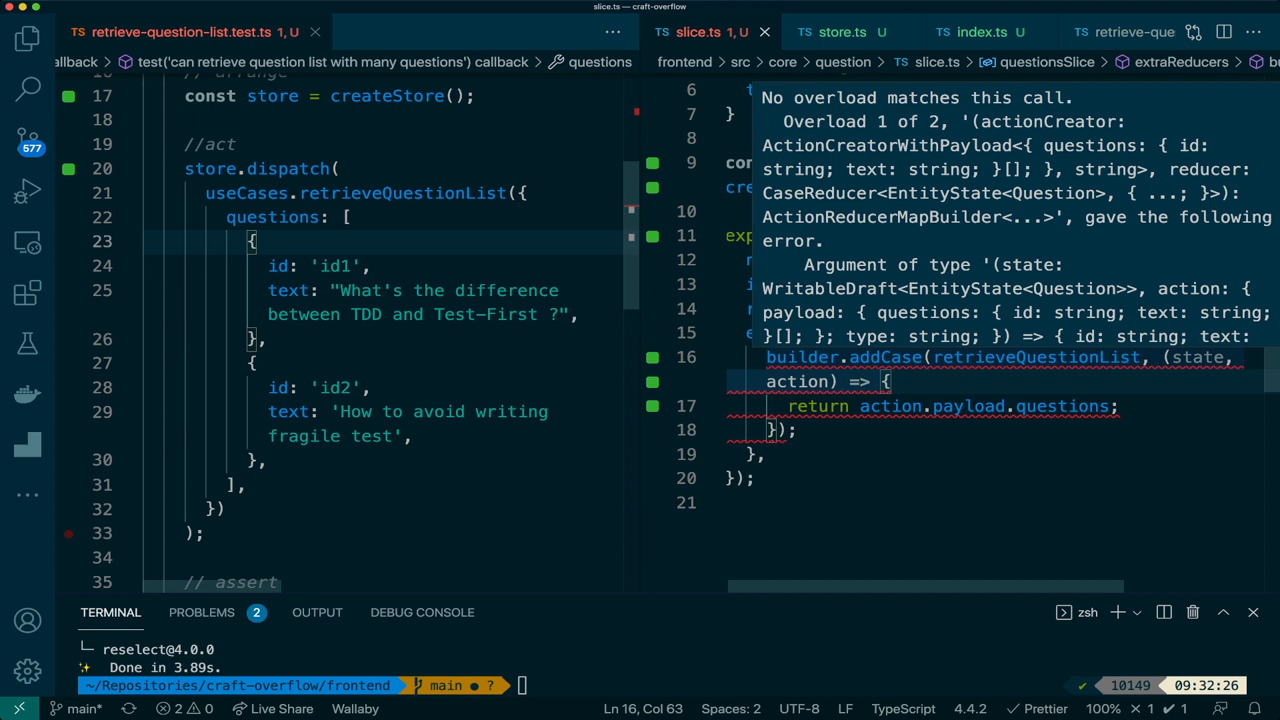 slice.ts — craft-overflow
TS retrieve-question-list.test.ts 1, U
TS slice.ts 1, U
TS store.ts U
TS index.ts U
TS retrieve-que
allback > test('can retrieve question list with many questions') callback > questions
frontend > src > core > question > TS slice.ts > questionsSlice > extraReducers > bu
// arrange
17 const store = createStore();
18
19 //act
20 store.dispatch(
21 useCases.retrieveQuestionList({
22 questions: [
23 {
24 id: 'id1',
25 text: "What's the difference
between TDD and Test-First ?",
26 },
27 {
28 id: 'id2',
29 text: 'How to avoid writing
fragile test',
30 },
31 ],
32 })
33 );
34
35 // assert
6
7 }
8
9 con
cre
10
11 exp
12
13
14
15
No overload matches this call.
Overload 1 of 2, '(actionCreator:
ActionCreatorWithPayload<{ questions: { id:
string; text: string; }[]; }, string>, reducer:
CaseReducer<EntityState<Question>, { ...; }>):
ActionReducerMapBuilder<...>', gave the following
error.
Argument of type '(state:
WritableDraft<EntityState<Question>>, action: {
payload: { questions: { id: string; text: string;
}[]; }; type: string; }) => { id: string; text:
16 builder.addCase(retrieveQuestionList, (state,
action) => {
17 return action.payload.questions;
18 });
19 },
20 });
21
577
TERMINAL PROBLEMS 2 OUTPUT DEBUG CONSOLE
zsh
└─ reselect@4.0.0
✨ Done in 3.89s.
~/Repositories/craft-overflow/frontend main ● ?
✔ 10149 09:32:26
main* 2 0 Live Share Wallaby
Ln 16, Col 63 Spaces: 2 UTF-8 LF TypeScript 4.4.2 ✓ Prettier 100% × 1 ✓ 1